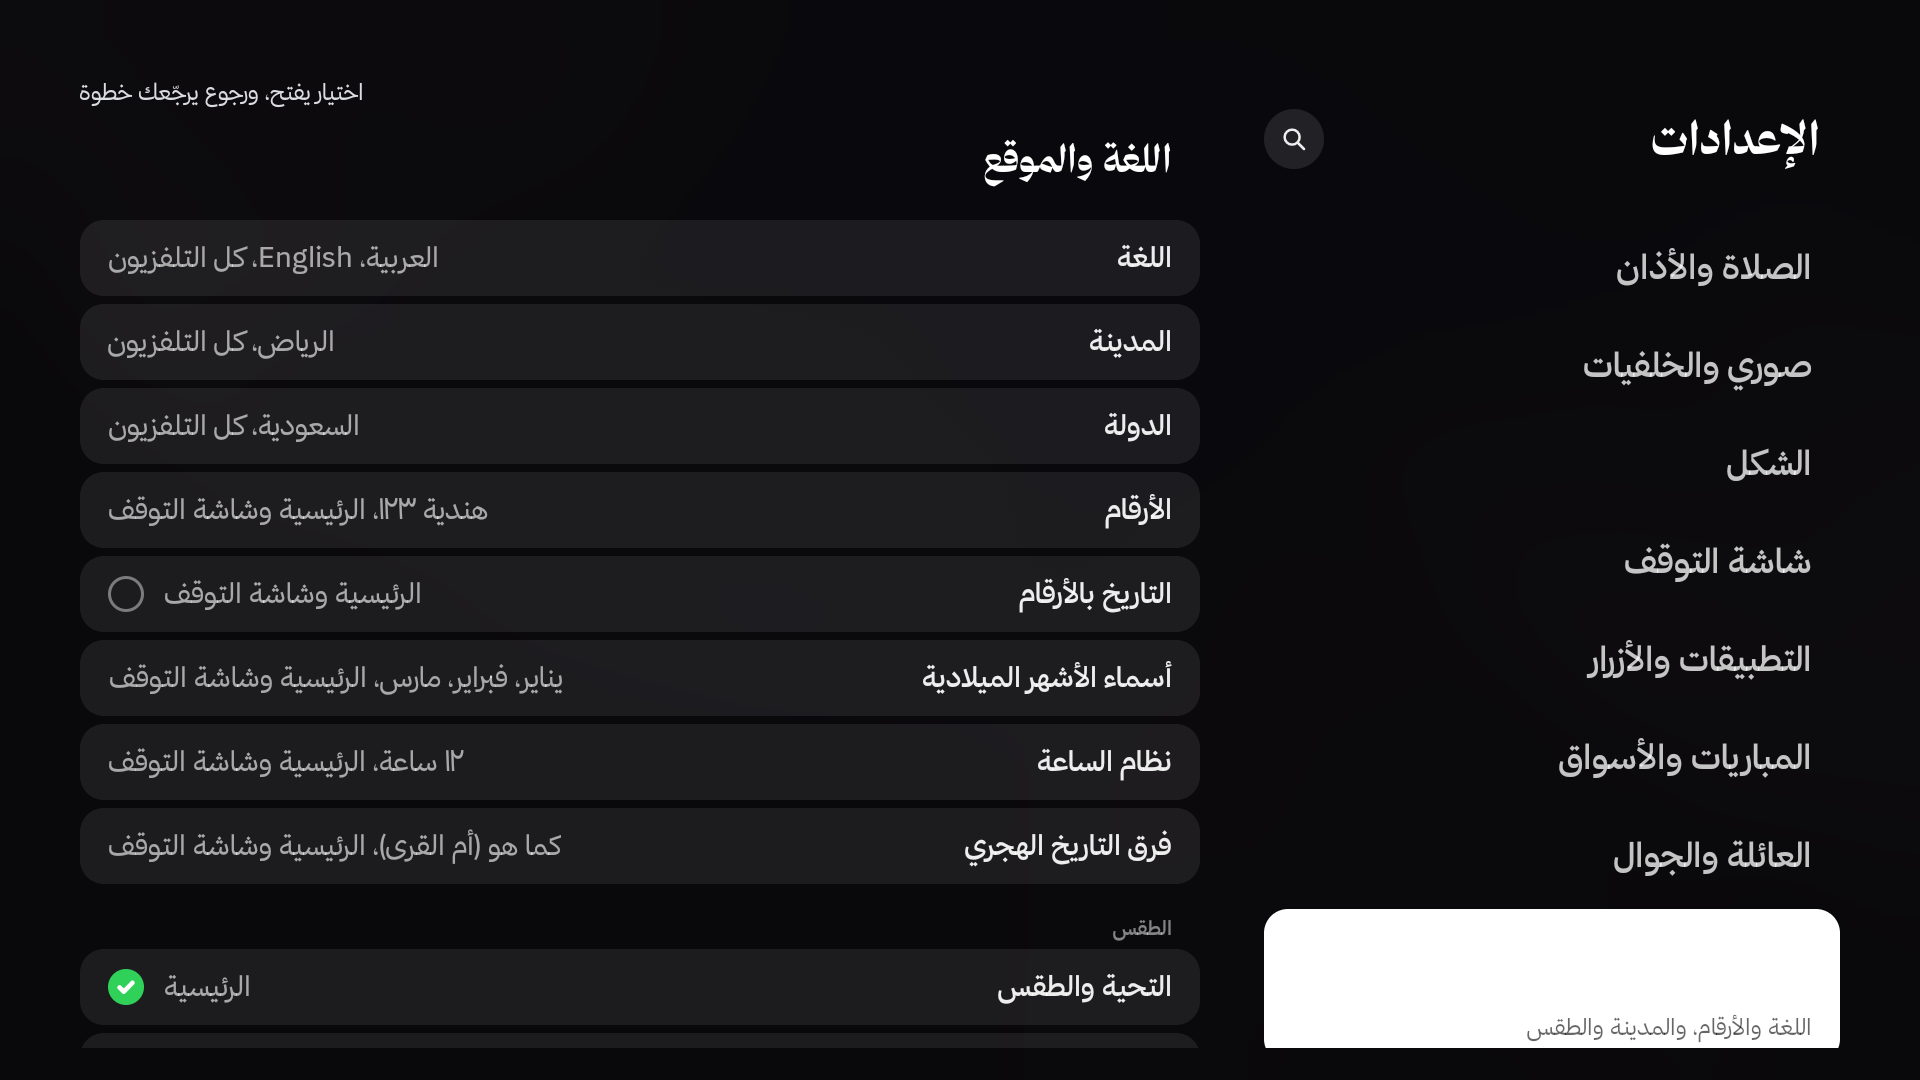 اختيار يفتح، ورجوع يرجّعك خطوة
الإعدادات
الصلاة والأذان
صوري والخلفيات
الشكل
شاشة التوقف
التطبيقات والأزرار
المباريات والأسواق
العائلة والجوال
اللغة والأرقام، والمدينة والطقس
اللغة والموقع
اللغة العربية، English، كل التلفزيون
المدينة الرياض، كل التلفزيون
الدولة السعودية، كل التلفزيون
الأرقام هندية ١٢٣، الرئيسية وشاشة التوقف
التاريخ بالأرقام الرئيسية وشاشة التوقف
أسماء الأشهر الميلادية يناير، فبراير، مارس، الرئيسية وشاشة التوقف
نظام الساعة ١٢ ساعة، الرئيسية وشاشة التوقف
فرق التاريخ الهجري كما هو (أم القرى)، الرئيسية وشاشة التوقف
الطقس
التحية والطقس الرئيسية